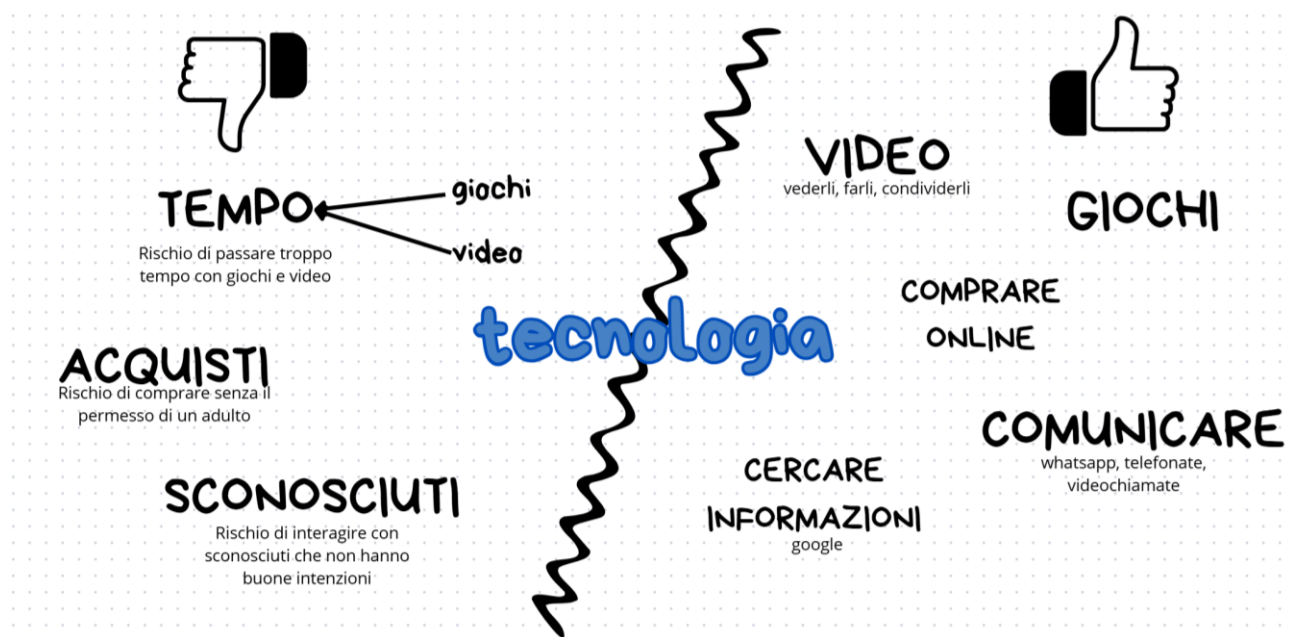 TEMPO
giochi
video
Rischio di passare troppo
tempo con giochi e video
ACQUISTI
Rischio di comprare senza il
permesso di un adulto
SCONOSCIUTI
Rischio di interagire con
sconosciuti che non hanno
buone intenzioni
tecnologia
VIDEO
vederli, farli, condividerli
GIOCHI
COMPRARE
ONLINE
COMUNICARE
whatsapp, telefonate,
videochiamate
CERCARE
INFORMAZIONI
google